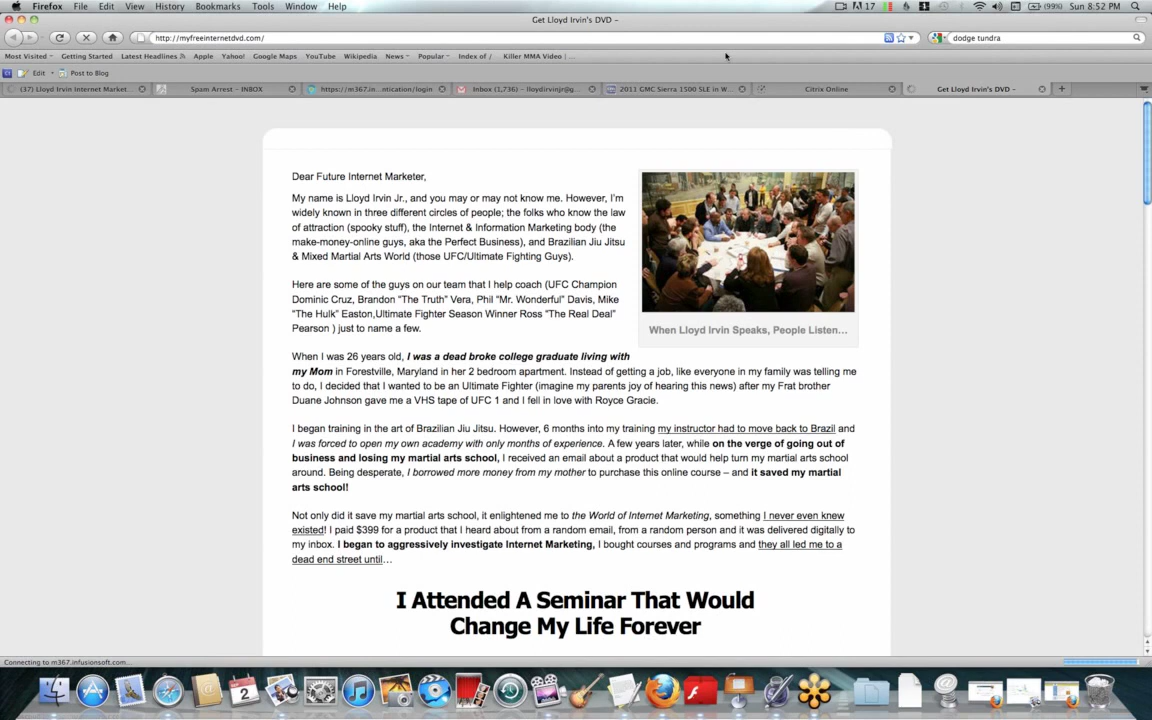 Firefox File Edit View History Bookmarks Tools Window Help
17 (99%) Sun 8:52 PM
Get Lloyd Irvin's DVD -
http://myfreeinternetdvd.com/
dodge tundra
Most Visited Getting Started Latest Headlines Apple Yahoo! Google Maps YouTube Wikipedia News Popular Index of / Killer MMA Video | ...
Edit Post to Blog
(37) Lloyd Irvin Internet Market... Spam Arrest – INBOX https://m367.in...mtication/login Inbox (1,736) – lloydirvinjr@g... 2011 GMC Sierra 1500 SLE in W... Citrix Online Get Lloyd Irvin's DVD -
Dear Future Internet Marketer,
My name is Lloyd Irvin Jr., and you may or may not know me. However, I'm
widely known in three different circles of people; the folks who know the law
of attraction (spooky stuff), the Internet & Information Marketing body (the
make-money-online guys, aka the Perfect Business), and Brazilian Jiu Jitsu
& Mixed Martial Arts World (those UFC/Ultimate Fighting Guys).
When Lloyd Irvin Speaks, People Listen...
Here are some of the guys on our team that I help coach (UFC Champion
Dominic Cruz, Brandon "The Truth" Vera, Phil "Mr. Wonderful" Davis, Mike
"The Hulk" Easton,Ultimate Fighter Season Winner Ross "The Real Deal"
Pearson ) just to name a few.
When I was 26 years old, I was a dead broke college graduate living with
my Mom in Forestville, Maryland in her 2 bedroom apartment. Instead of getting a job, like everyone in my family was telling me
to do, I decided that I wanted to be an Ultimate Fighter (imagine my parents joy of hearing this news) after my Frat brother
Duane Johnson gave me a VHS tape of UFC 1 and I fell in love with Royce Gracie.
I began training in the art of Brazilian Jiu Jitsu. However, 6 months into my training my instructor had to move back to Brazil and
I was forced to open my own academy with only months of experience. A few years later, while on the verge of going out of
business and losing my martial arts school, I received an email about a product that would help turn my martial arts school
around. Being desperate, I borrowed more money from my mother to purchase this online course – and it saved my martial
arts school!
Not only did it save my martial arts school, it enlightened me to the World of Internet Marketing, something I never even knew
existed! I paid $399 for a product that I heard about from a random email, from a random person and it was delivered digitally to
my inbox. I began to aggressively investigate Internet Marketing, I bought courses and programs and they all led me to a
dead end street until…
I Attended A Seminar That Would
Change My Life Forever
Connecting to m367.infusionsoft.com...
2